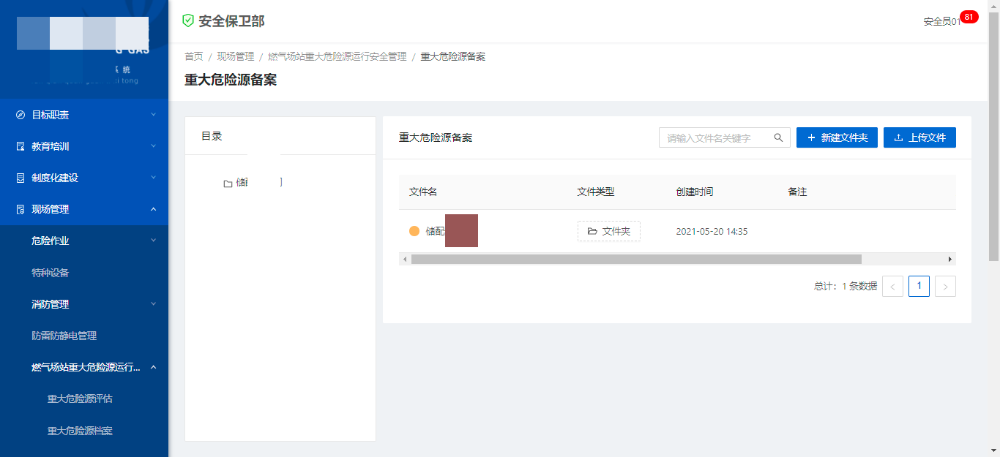 G GAS
系 统
安全保卫部
安全员01
81
首页 / 现场管理 / 燃气场站重大危险源运行安全管理 / 重大危险源备案
重大危险源备案
目标职责
教育培训
制度化建设
现场管理
危险作业
特种设备
消防管理
防雷防静电管理
燃气场站重大危险源运行...
重大危险源评估
重大危险源档案
目录
储
重大危险源备案
请输入文件名关键字
新建文件夹
上传文件
文件名 文件类型 创建时间 备注
储配 文件夹 2021-05-20 14:35
总计: 1 条数据 < 1 >